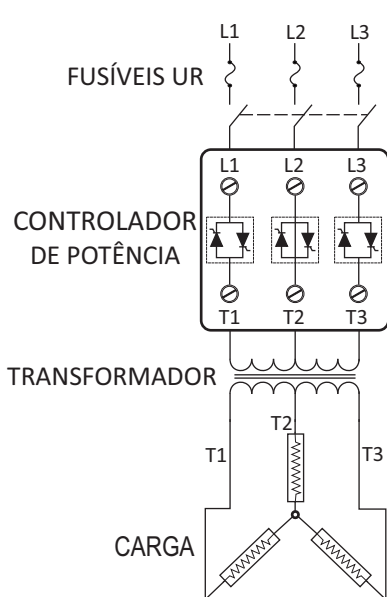 L1 L2 L3
FUSÍVEIS UR
L1 L2 L3
CONTROLADOR
DE POTÊNCIA
T1 T2 T3
TRANSFORMADOR
T2
T1 T3
CARGA